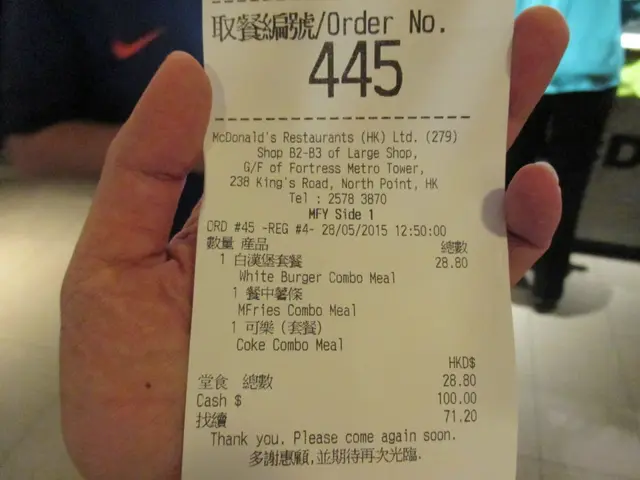 取餐編號/Order No.
445
McDonald's Restaurants (HK) Ltd. (279)
Shop B2-B3 of Large Shop,
G/F of Fortress Metro Tower,
238 King's Road, North Point, HK
Tel : 2578 3870
MFY Side 1
ORD #45 -REG #4- 28/05/2015 12:50:00
數量 產品 總數
1 白漢堡套餐 28.80
White Burger Combo Meal
1 餐中薯條
MFries Combo Meal
1 可樂 (套餐)
Coke Combo Meal
HKD$
堂食 總數 28.80
Cash $ 100.00
找續 71.20
Thank you. Please come again soon.
多謝惠顧,並期待再次光臨.